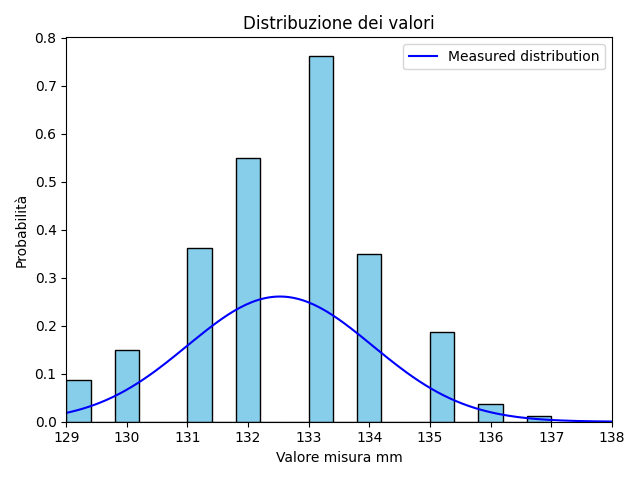 Distribuzione dei valori
Measured distribution
0.8
0.7
0.6
0.5
0.4
0.3
0.2
0.1
0.0
Probabilità
129 130 131 132 133 134 135 136 137 138
Valore misura mm